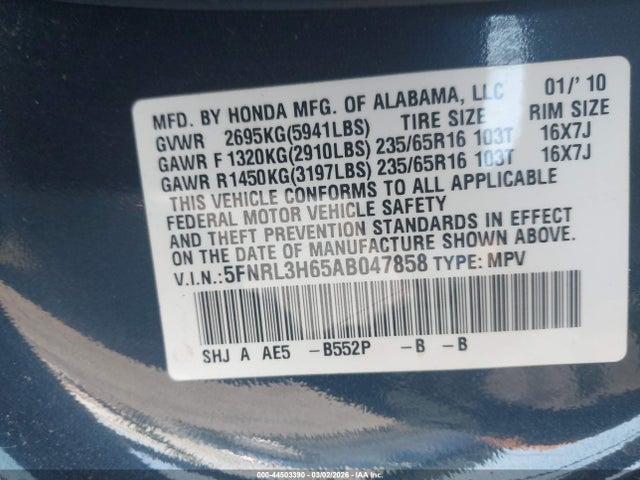 MFD. BY HONDA MFG. OF ALABAMA, LLC 01/'10
GVWR 2695KG(5941LBS) TIRE SIZE RIM SIZE
GAWR F 1320KG(2910LBS) 235/65R16 103T 16X7J
GAWR R 1450KG(3197LBS) 235/65R16 103T 16X7J
THIS VEHICLE CONFORMS TO ALL APPLICABLE
FEDERAL MOTOR VEHICLE SAFETY
AND THEFT PREVENTION STANDARDS IN EFFECT
ON THE DATE OF MANUFACTURE SHOWN ABOVE.
V.I.N.: 5FNRL3H65AB047858 TYPE: MPV
SHJ A AE5 -B552P -B -B
000-44503390 - 03/02/2026 - IAAI.COM